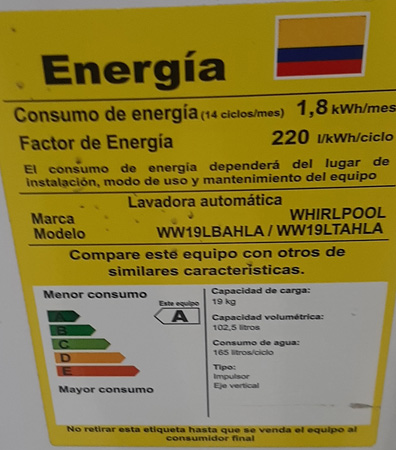 Energía
Consumo de energía (14 ciclos/mes) 1,8 kWh/mes
Factor de Energía 220 l/kWh/ciclo
El consumo de energía dependerá del lugar de
instalación, modo de uso y mantenimiento del equipo
Lavadora automática
Marca WHIRLPOOL
Modelo WW19LBAHLA / WW19LTAHLA
Compare este equipo con otros de
similares características.
Menor consumo
Este equipo
A
A
B
C
D
E
Mayor consumo
Capacidad de carga:
19 kg
Capacidad volumétrica:
102,5 litros
Consumo de agua:
165 litros/ciclo
Tipo:
Impulsor
Eje vertical
No retirar esta etiqueta hasta que se venda el equipo al
consumidor final